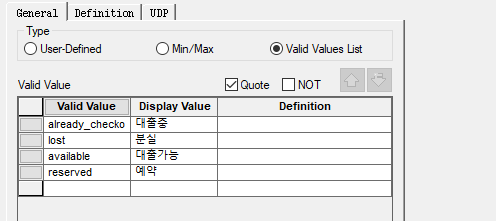 General Definition UDP
Type
User-Defined Min/Max Valid Values List
Valid Value Quote NOT
Valid Value Display Value Definition
already_checko 대출중
lost 분실
available 대출가능
reserved 예약